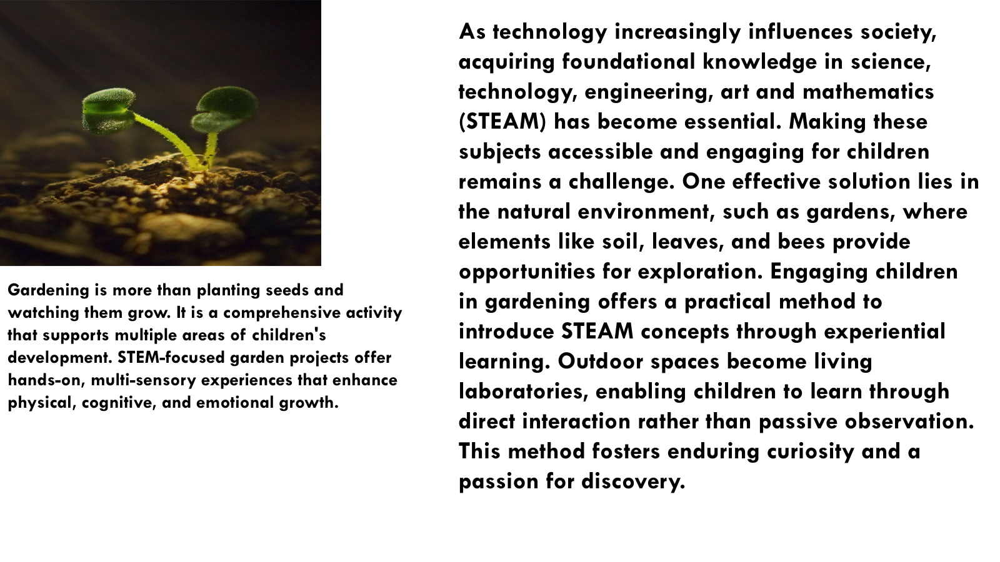 Gardening is more than planting seeds and
watching them grow. It is a comprehensive activity
that supports multiple areas of children's
development. STEM-focused garden projects offer
hands-on, multi-sensory experiences that enhance
physical, cognitive, and emotional growth.
As technology increasingly influences society,
acquiring foundational knowledge in science,
technology, engineering, art and mathematics
(STEAM) has become essential. Making these
subjects accessible and engaging for children
remains a challenge. One effective solution lies in
the natural environment, such as gardens, where
elements like soil, leaves, and bees provide
opportunities for exploration. Engaging children
in gardening offers a practical method to
introduce STEAM concepts through experiential
learning. Outdoor spaces become living
laboratories, enabling children to learn through
direct interaction rather than passive observation.
This method fosters enduring curiosity and a
passion for discovery.